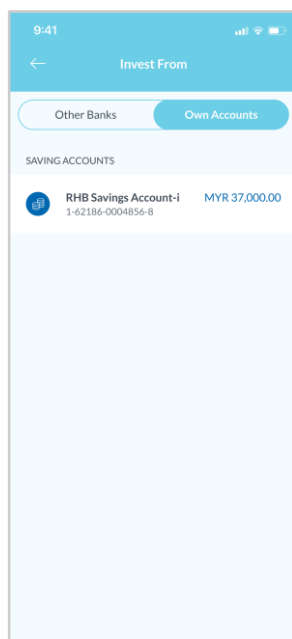 9:41
Invest From
Other Banks
Own Accounts
SAVING ACCOUNTS
RHB Savings Account-i MYR 37,000.00
1-62186-0004856-8